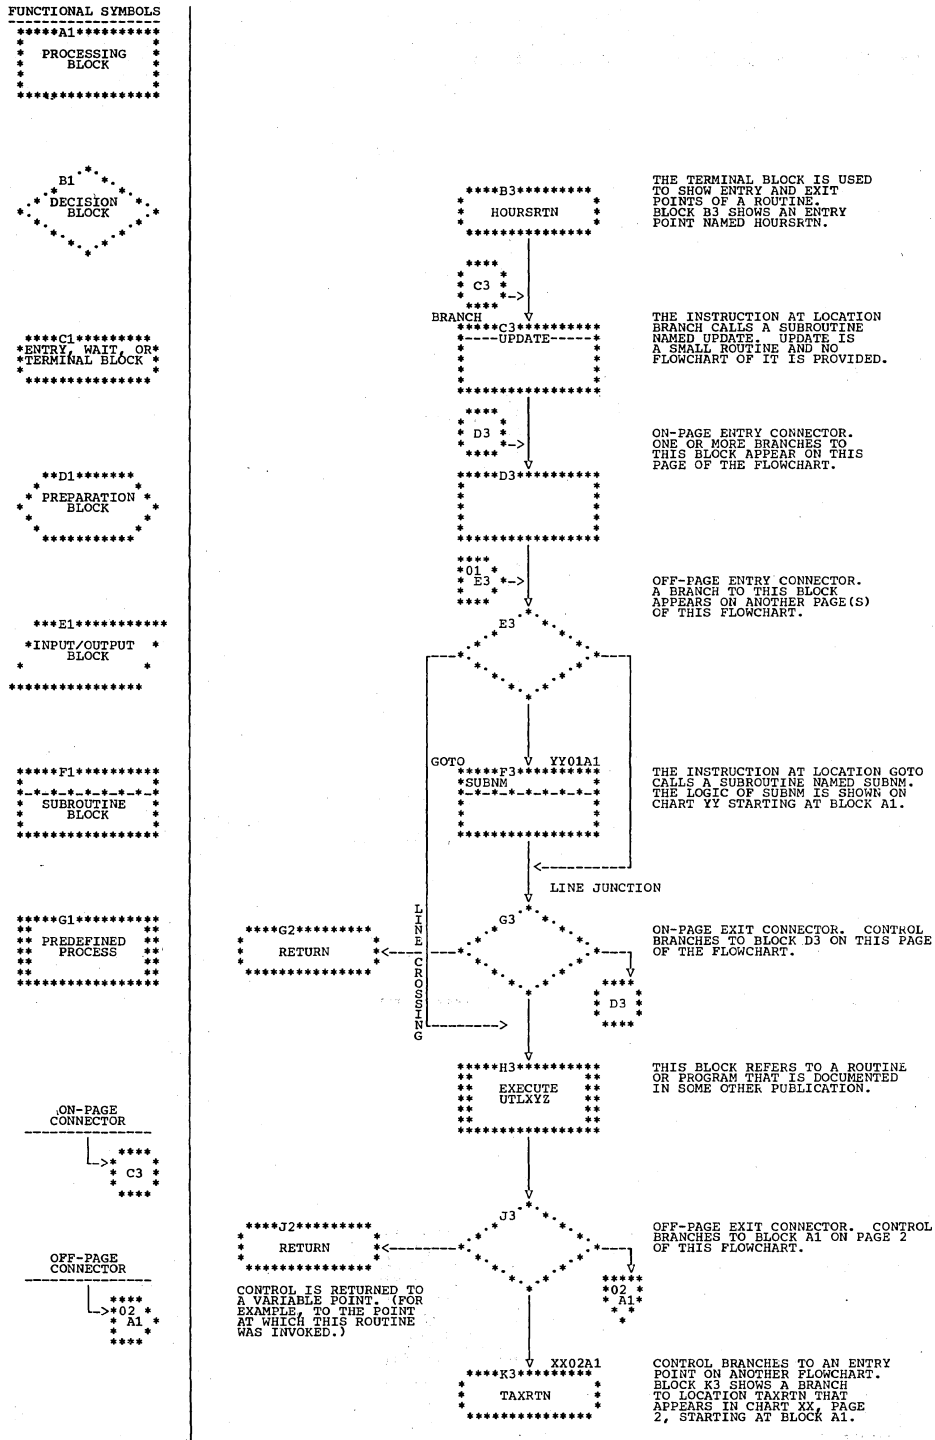 FUNCTIONAL SYMBOLS
A1
PROCESSING
BLOCK
B1
DECISION
BLOCK
C1
ENTRY, WAIT, OR
TERMINAL BLOCK
D1
PREPARATION
BLOCK
E1
INPUT/OUTPUT
BLOCK
F1
SUBROUTINE
BLOCK
G1
PREDEFINED
PROCESS
ON-PAGE
CONNECTOR
C3
OFF-PAGE
CONNECTOR
02
A1
B3
HOURSRTN
THE TERMINAL BLOCK IS USED
TO SHOW ENTRY AND EXIT
POINTS OF A ROUTINE.
BLOCK B3 SHOWS AN ENTRY
POINT NAMED HOURSRTN.
C3
BRANCH
C3
UPDATE
THE INSTRUCTION AT LOCATION
BRANCH CALLS A SUBROUTINE
NAMED UPDATE. UPDATE IS
A SMALL ROUTINE AND NO
FLOWCHART OF IT IS PROVIDED.
D3
D3
ON-PAGE ENTRY CONNECTOR.
ONE OR MORE BRANCHES TO
THIS BLOCK APPEAR ON THIS
PAGE OF THE FLOWCHART.
01
E3
OFF-PAGE ENTRY CONNECTOR.
A BRANCH TO THIS BLOCK
APPEARS ON ANOTHER PAGE(S)
OF THIS FLOWCHART.
E3
GOTO
YY01A1
F3
SUBNM
THE INSTRUCTION AT LOCATION GOTO
CALLS A SUBROUTINE NAMED SUBNM.
THE LOGIC OF SUBNM IS SHOWN ON
CHART YY STARTING AT BLOCK A1.
LINE JUNCTION
LINE CROSSING
G2
RETURN
G3
ON-PAGE EXIT CONNECTOR. CONTROL
BRANCHES TO BLOCK D3 ON THIS PAGE
OF THE FLOWCHART.
D3
H3
EXECUTE
UTLXYZ
THIS BLOCK REFERS TO A ROUTINE
OR PROGRAM THAT IS DOCUMENTED
IN SOME OTHER PUBLICATION.
J2
RETURN
J3
OFF-PAGE EXIT CONNECTOR. CONTROL
BRANCHES TO BLOCK A1 ON PAGE 2
OF THIS FLOWCHART.
02
A1
CONTROL IS RETURNED TO
A VARIABLE POINT. (FOR
EXAMPLE, TO THE POINT
AT WHICH THIS ROUTINE
WAS INVOKED.)
XX02A1
K3
TAXRTN
CONTROL BRANCHES TO AN ENTRY
POINT ON ANOTHER FLOWCHART.
BLOCK K3 SHOWS A BRANCH
TO LOCATION TAXRTN THAT
APPEARS IN CHART XX, PAGE
2, STARTING AT BLOCK A1.